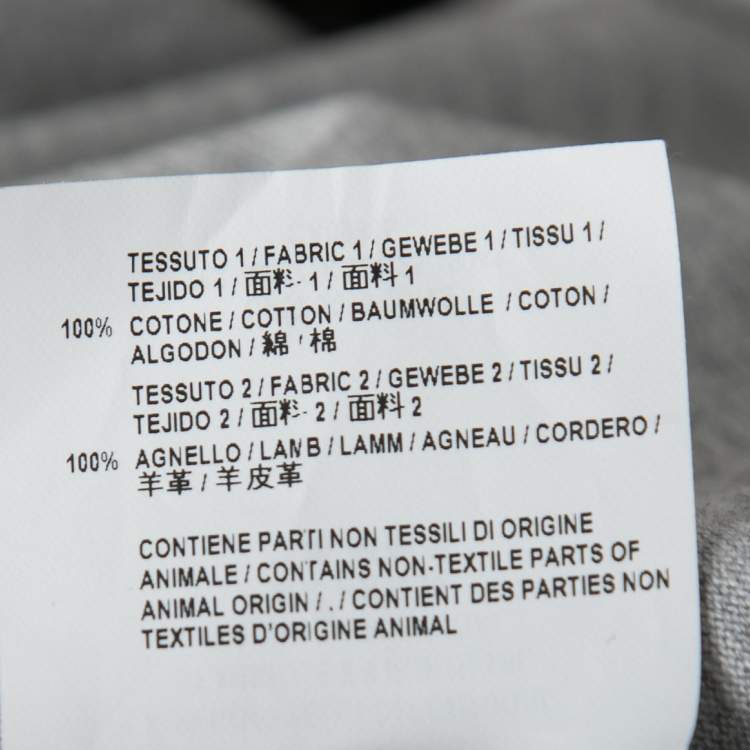 TESSUTO 1 / FABRIC 1 / GEWEBE 1 / TISSU 1 /
TEJIDO 1 / 面料- 1 / 面料 1
100% COTONE / COTTON / BAUMWOLLE / COTON /
ALGODON / 綿 / 棉
TESSUTO 2 / FABRIC 2 / GEWEBE 2 / TISSU 2 /
TEJIDO 2 / 面料- 2 / 面料 2
100% AGNELLO / LAMB / LAMM / AGNEAU / CORDERO /
羊革 / 羊皮革
CONTIENE PARTI NON TESSILI DI ORIGINE
ANIMALE / CONTAINS NON-TEXTILE PARTS OF
ANIMAL ORIGIN / . / CONTIENT DES PARTIES NON
TEXTILES D'ORIGINE ANIMAL